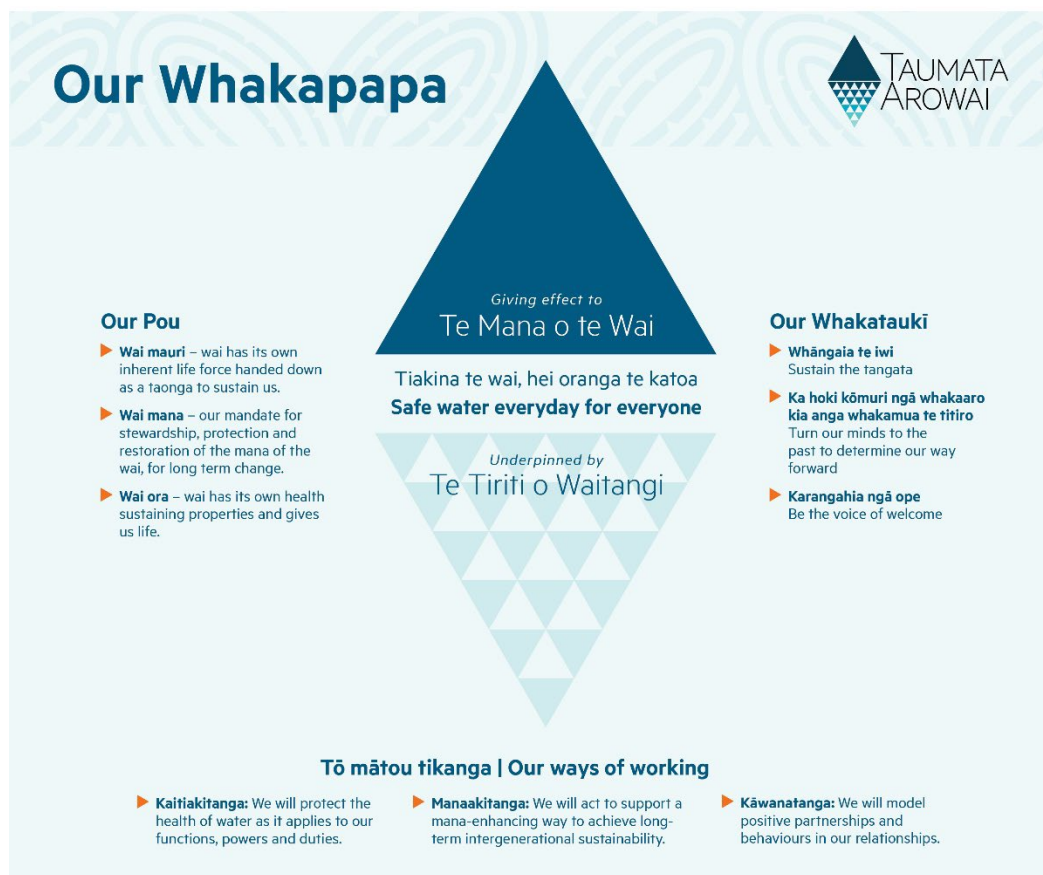 Our Whakapapa
TAUMATA
AROWAI
Giving effect to
Te Mana o te Wai
Tiakina te wai, hei oranga te katoa
Safe water everyday for everyone
Underpinned by
Te Tiriti o Waitangi
Our Pou
Wai mauri – wai has its own
inherent life force handed down
as a taonga to sustain us.
Wai mana – our mandate for
stewardship, protection and
restoration of the mana of the
wai, for long term change.
Wai ora – wai has its own health
sustaining properties and gives
us life.
Our Whakataukī
Whāngaia te iwi
Sustain the tangata
Ka hoki kōmuri ngā whakaaro
kia anga whakamua te titiro
Turn our minds to the
past to determine our way
forward
Karangahia ngā ope
Be the voice of welcome
Tō mātou tikanga | Our ways of working
Kaitiakitanga: We will protect the
health of water as it applies to our
functions, powers and duties.
Manaakitanga: We will act to support a
mana-enhancing way to achieve long-
term intergenerational sustainability.
Kāwanatanga: We will model
positive partnerships and
behaviours in our relationships.